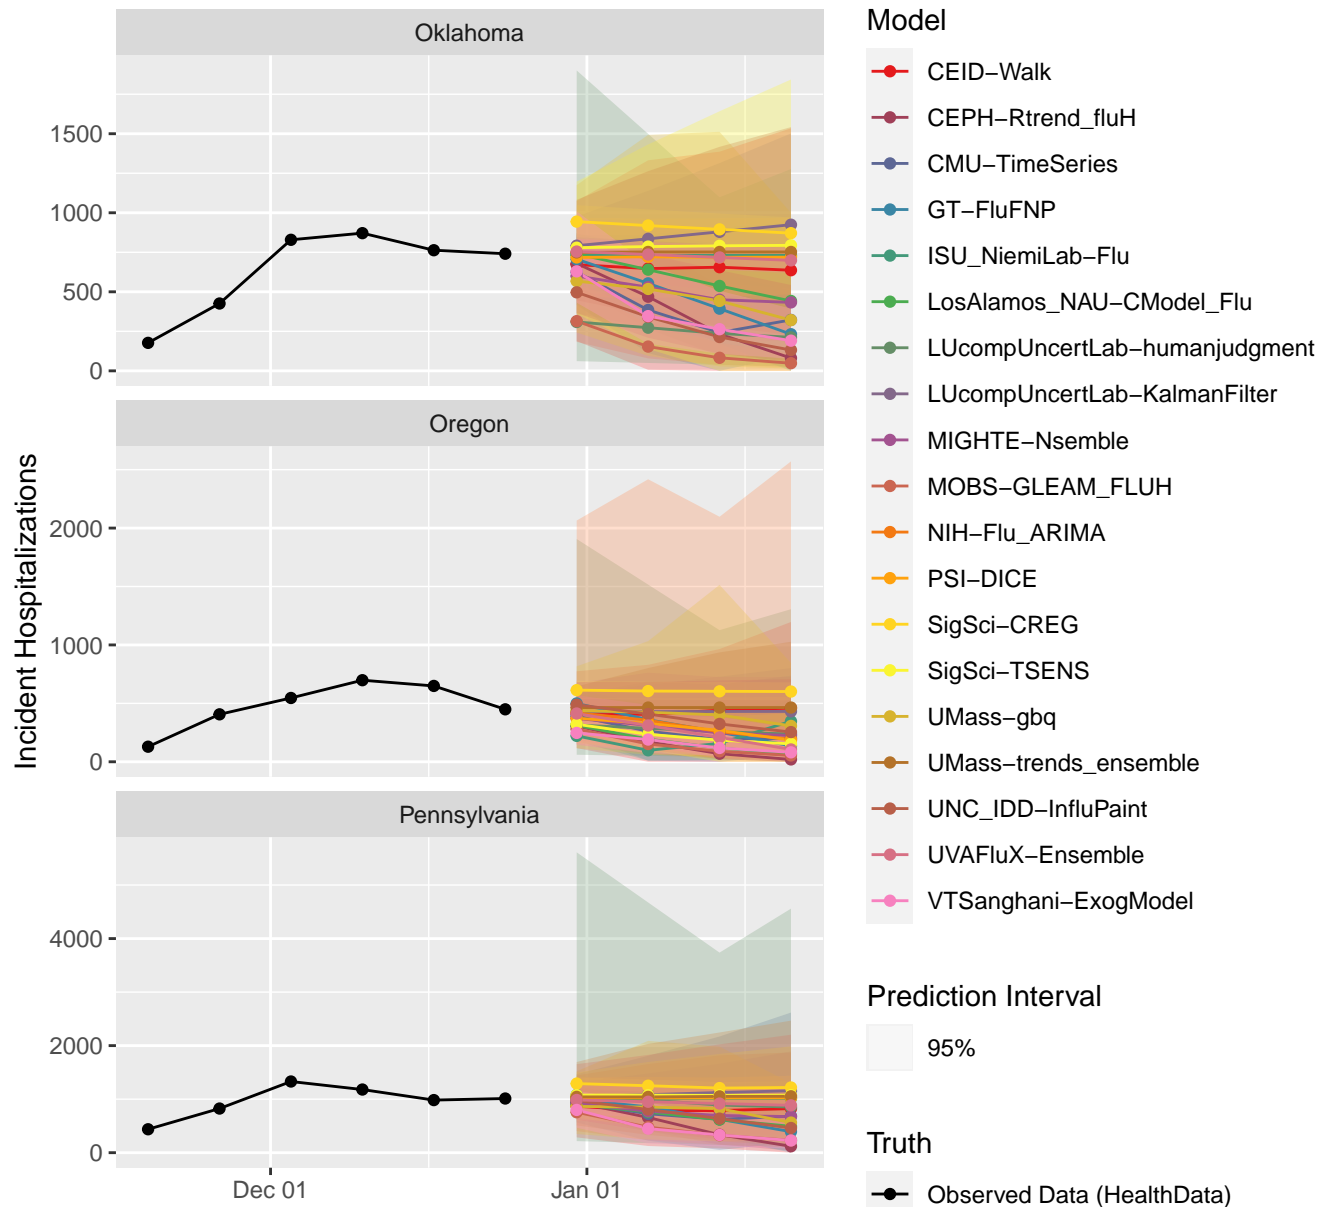 Oklahoma
1500
1000
500
0
Oregon
2000
1000
0
Pennsylvania
4000
2000
0
Dec 01
Jan 01
Incident Hospitalizations
Model
CEID−Walk
CEPH−Rtrend_fluH
CMU−TimeSeries
GT−FluFNP
ISU_NiemiLab−Flu
LosAlamos_NAU−CModel_Flu
LUcompUncertLab−humanjudgment
LUcompUncertLab−KalmanFilter
MIGHTE−Nsemble
MOBS−GLEAM_FLUH
NIH−Flu_ARIMA
PSI−DICE
SigSci−CREG
SigSci−TSENS
UMass−gbq
UMass−trends_ensemble
UNC_IDD−InfluPaint
UVAFluX−Ensemble
VTSanghani−ExogModel
Prediction Interval
95%
Truth
Observed Data (HealthData)